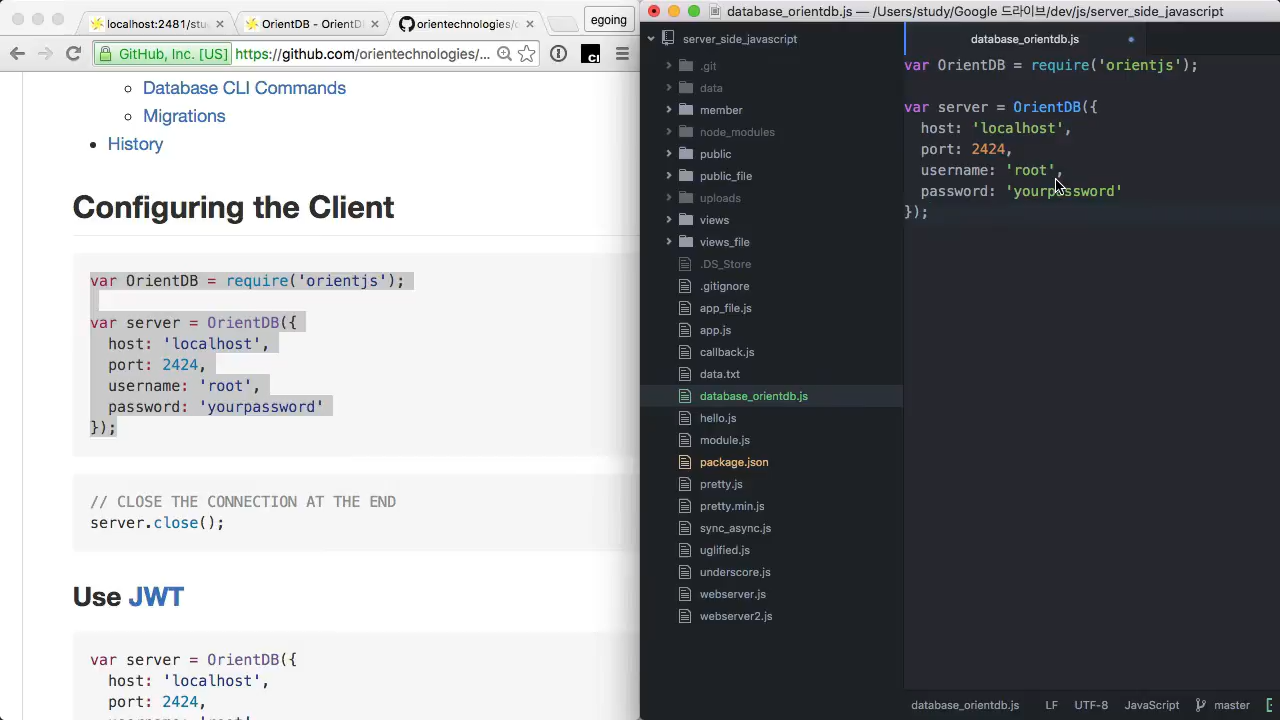 localhost:2481/stu
OrientDB - OrientD
orientechnologies/
egoing
GitHub, Inc. [US]
https://github.com/orientechnologies/...
Database CLI Commands
Migrations
History
Configuring the Client
var OrientDB = require('orientjs');
var server = OrientDB({
host: 'localhost',
port: 2424,
username: 'root',
password: 'yourpassword'
});
// CLOSE THE CONNECTION AT THE END
server.close();
Use JWT
var server = OrientDB({
host: 'localhost',
port: 2424,
database_orientdb.js — /Users/study/Google 드라이브/dev/js/server_side_javascript
server_side_javascript
.git
data
member
node_modules
public
public_file
uploads
views
views_file
.DS_Store
.gitignore
app_file.js
app.js
callback.js
data.txt
database_orientdb.js
hello.js
module.js
package.json
pretty.js
pretty.min.js
sync_async.js
uglified.js
underscore.js
webserver.js
webserver2.js
database_orientdb.js
var OrientDB = require('orientjs');
var server = OrientDB({
host: 'localhost',
port: 2424,
username: 'root',
password: 'yourpassword'
});
database_orientdb.js
LF
UTF-8
JavaScript
master